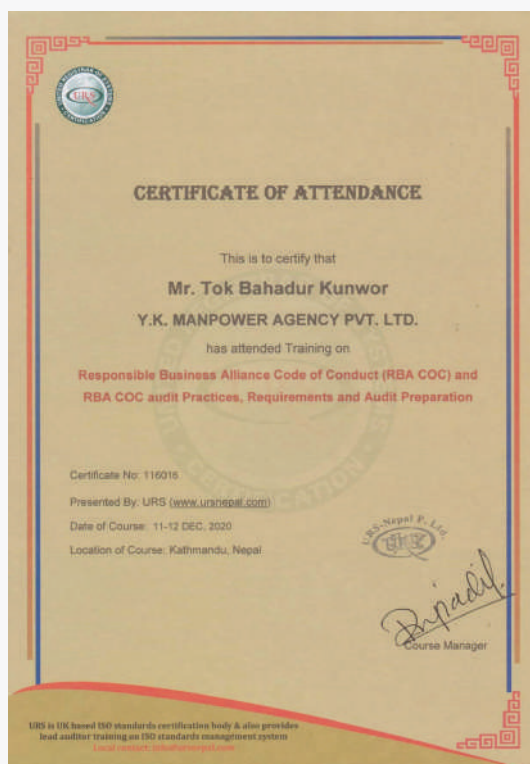 URS
CERTIFICATE OF ATTENDANCE
This is to certify that
Mr. Tok Bahadur Kunwor
Y.K. MANPOWER AGENCY PVT. LTD.
has attended Training on
Responsible Business Alliance Code of Conduct (RBA COC) and
RBA COC audit Practices, Requirements and Audit Preparation
Certificate No: 116016
Presented By: URS (www.ursnepal.com)
Date of Course: 11-12 DEC, 2020
Location of Course: Kathmandu, Nepal
URS-Nepal P. Ltd.
URS
Course Manager
URS is UK based ISO standards certification body & also provides
lead auditor training on ISO standards management system
Local contact: